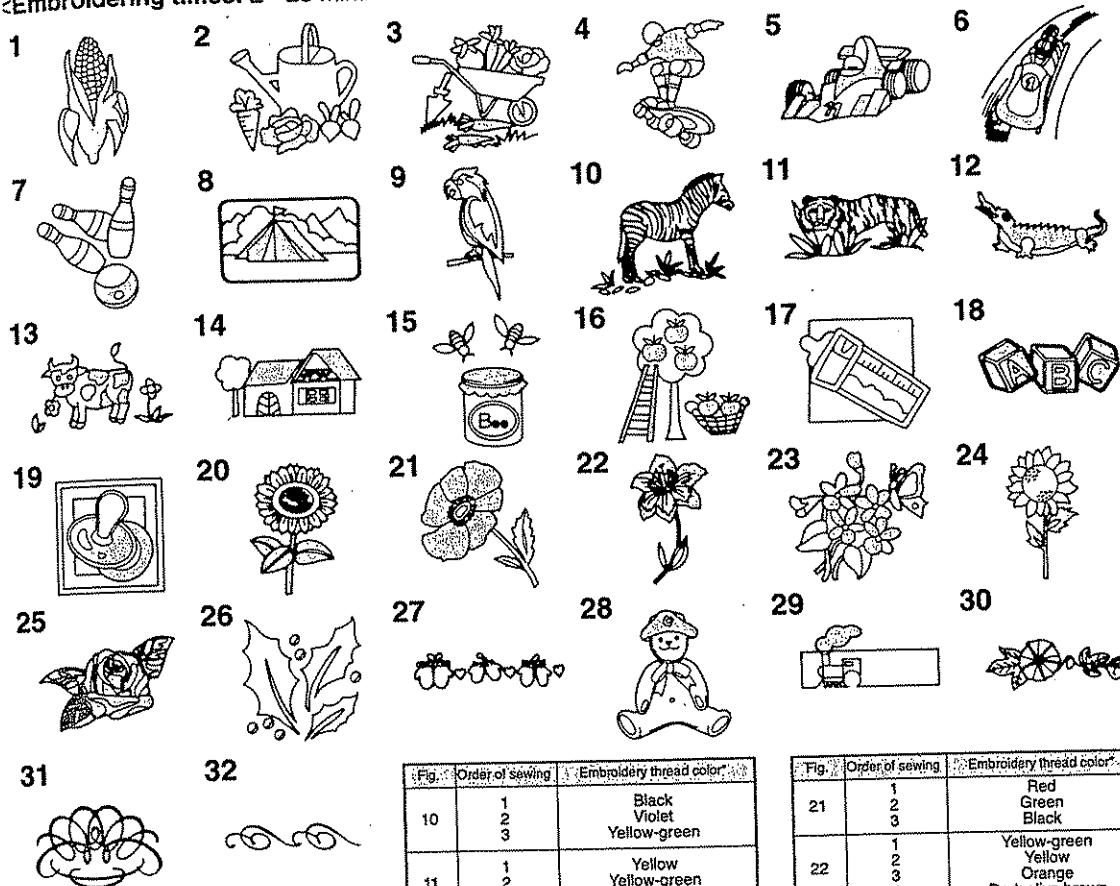 <Embroidering
1 2 3 4 5 6
7 8 9 10 11 12
13 14 15 16 17 18
Bee
A B C
19 20 21 22 23 24
25 26 27 28 29 30
31 32
Fig. Order of sewing Embroidery thread color*
10
1 Black
2 Violet
3 Yellow-green
11
1 Yellow
2 Yellow-green
Fig. Order of sewing Embroidery thread color*
21
1 Red
2 Green
3 Black
22
1 Yellow-green
2 Yellow
3 Orange